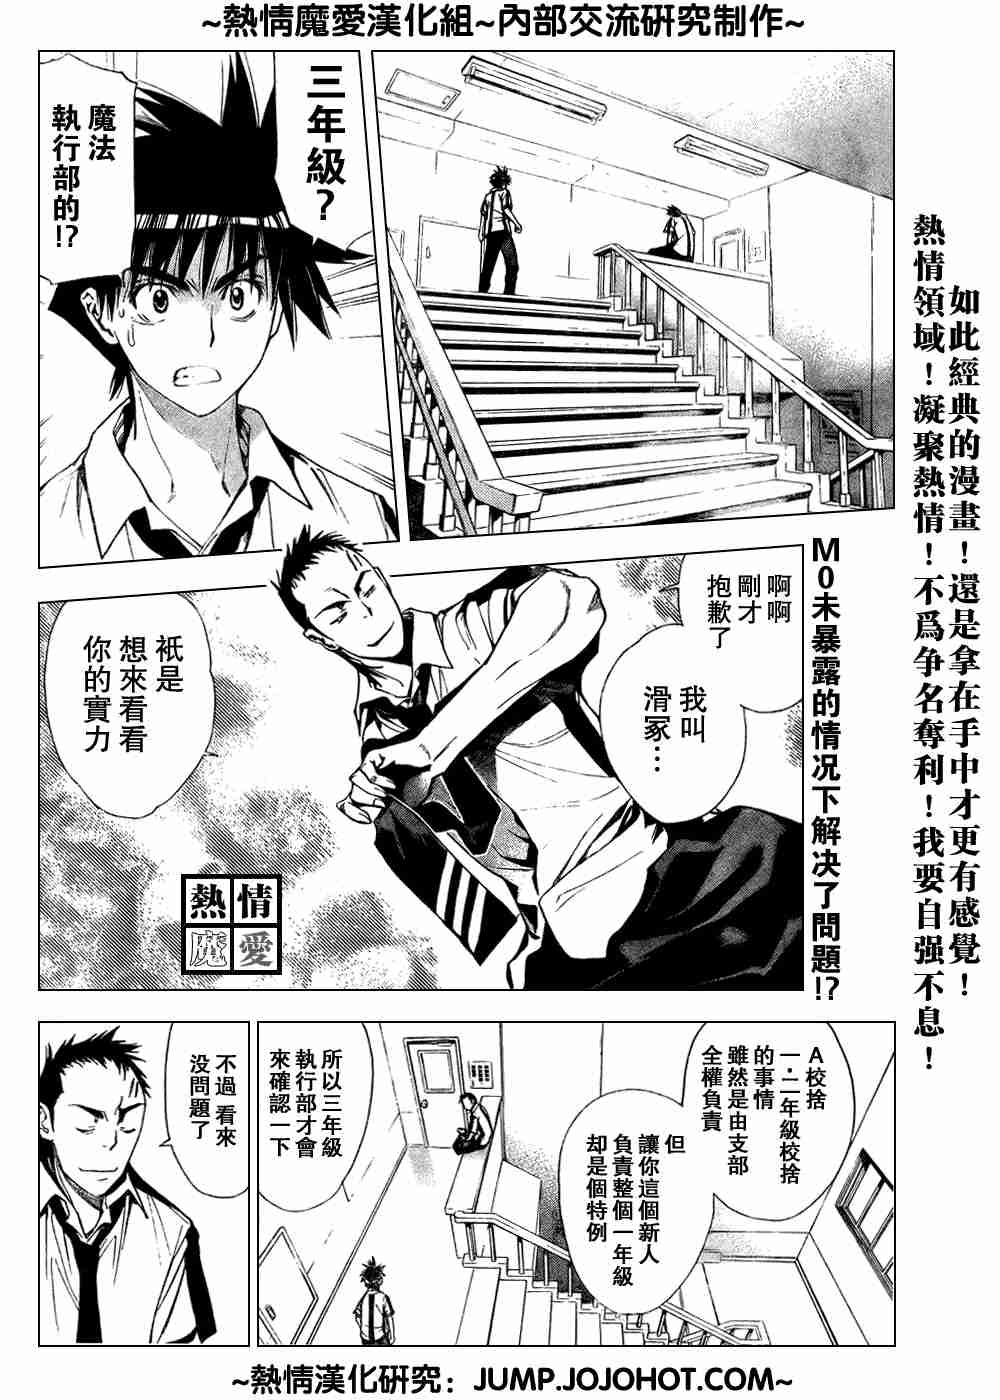 ~熱情魔愛漢化組~內部交流研究制作~
三年級？
魔法
執行部的!?
如此經典的漫畫！還是拿在手中才更有感覺！
熱情領域！凝聚熱情！不爲争名奪利！我要自强不息！
M0未暴露的情况下解决了問題!?
啊啊
剛才
抱歉了
我叫
滑冢…
衹是
想來看看
你的實力
熱情
魔愛
A校捨
一·二年級校捨
的事情
雖然是由支部
全權負責
但
讓你這個新人
負責整個一年級
却是個特例
所以三年級
執行部才會
來確認一下
不過 看來
没問題了
~熱情漢化研究：JUMP.JOJOHOT.COM~